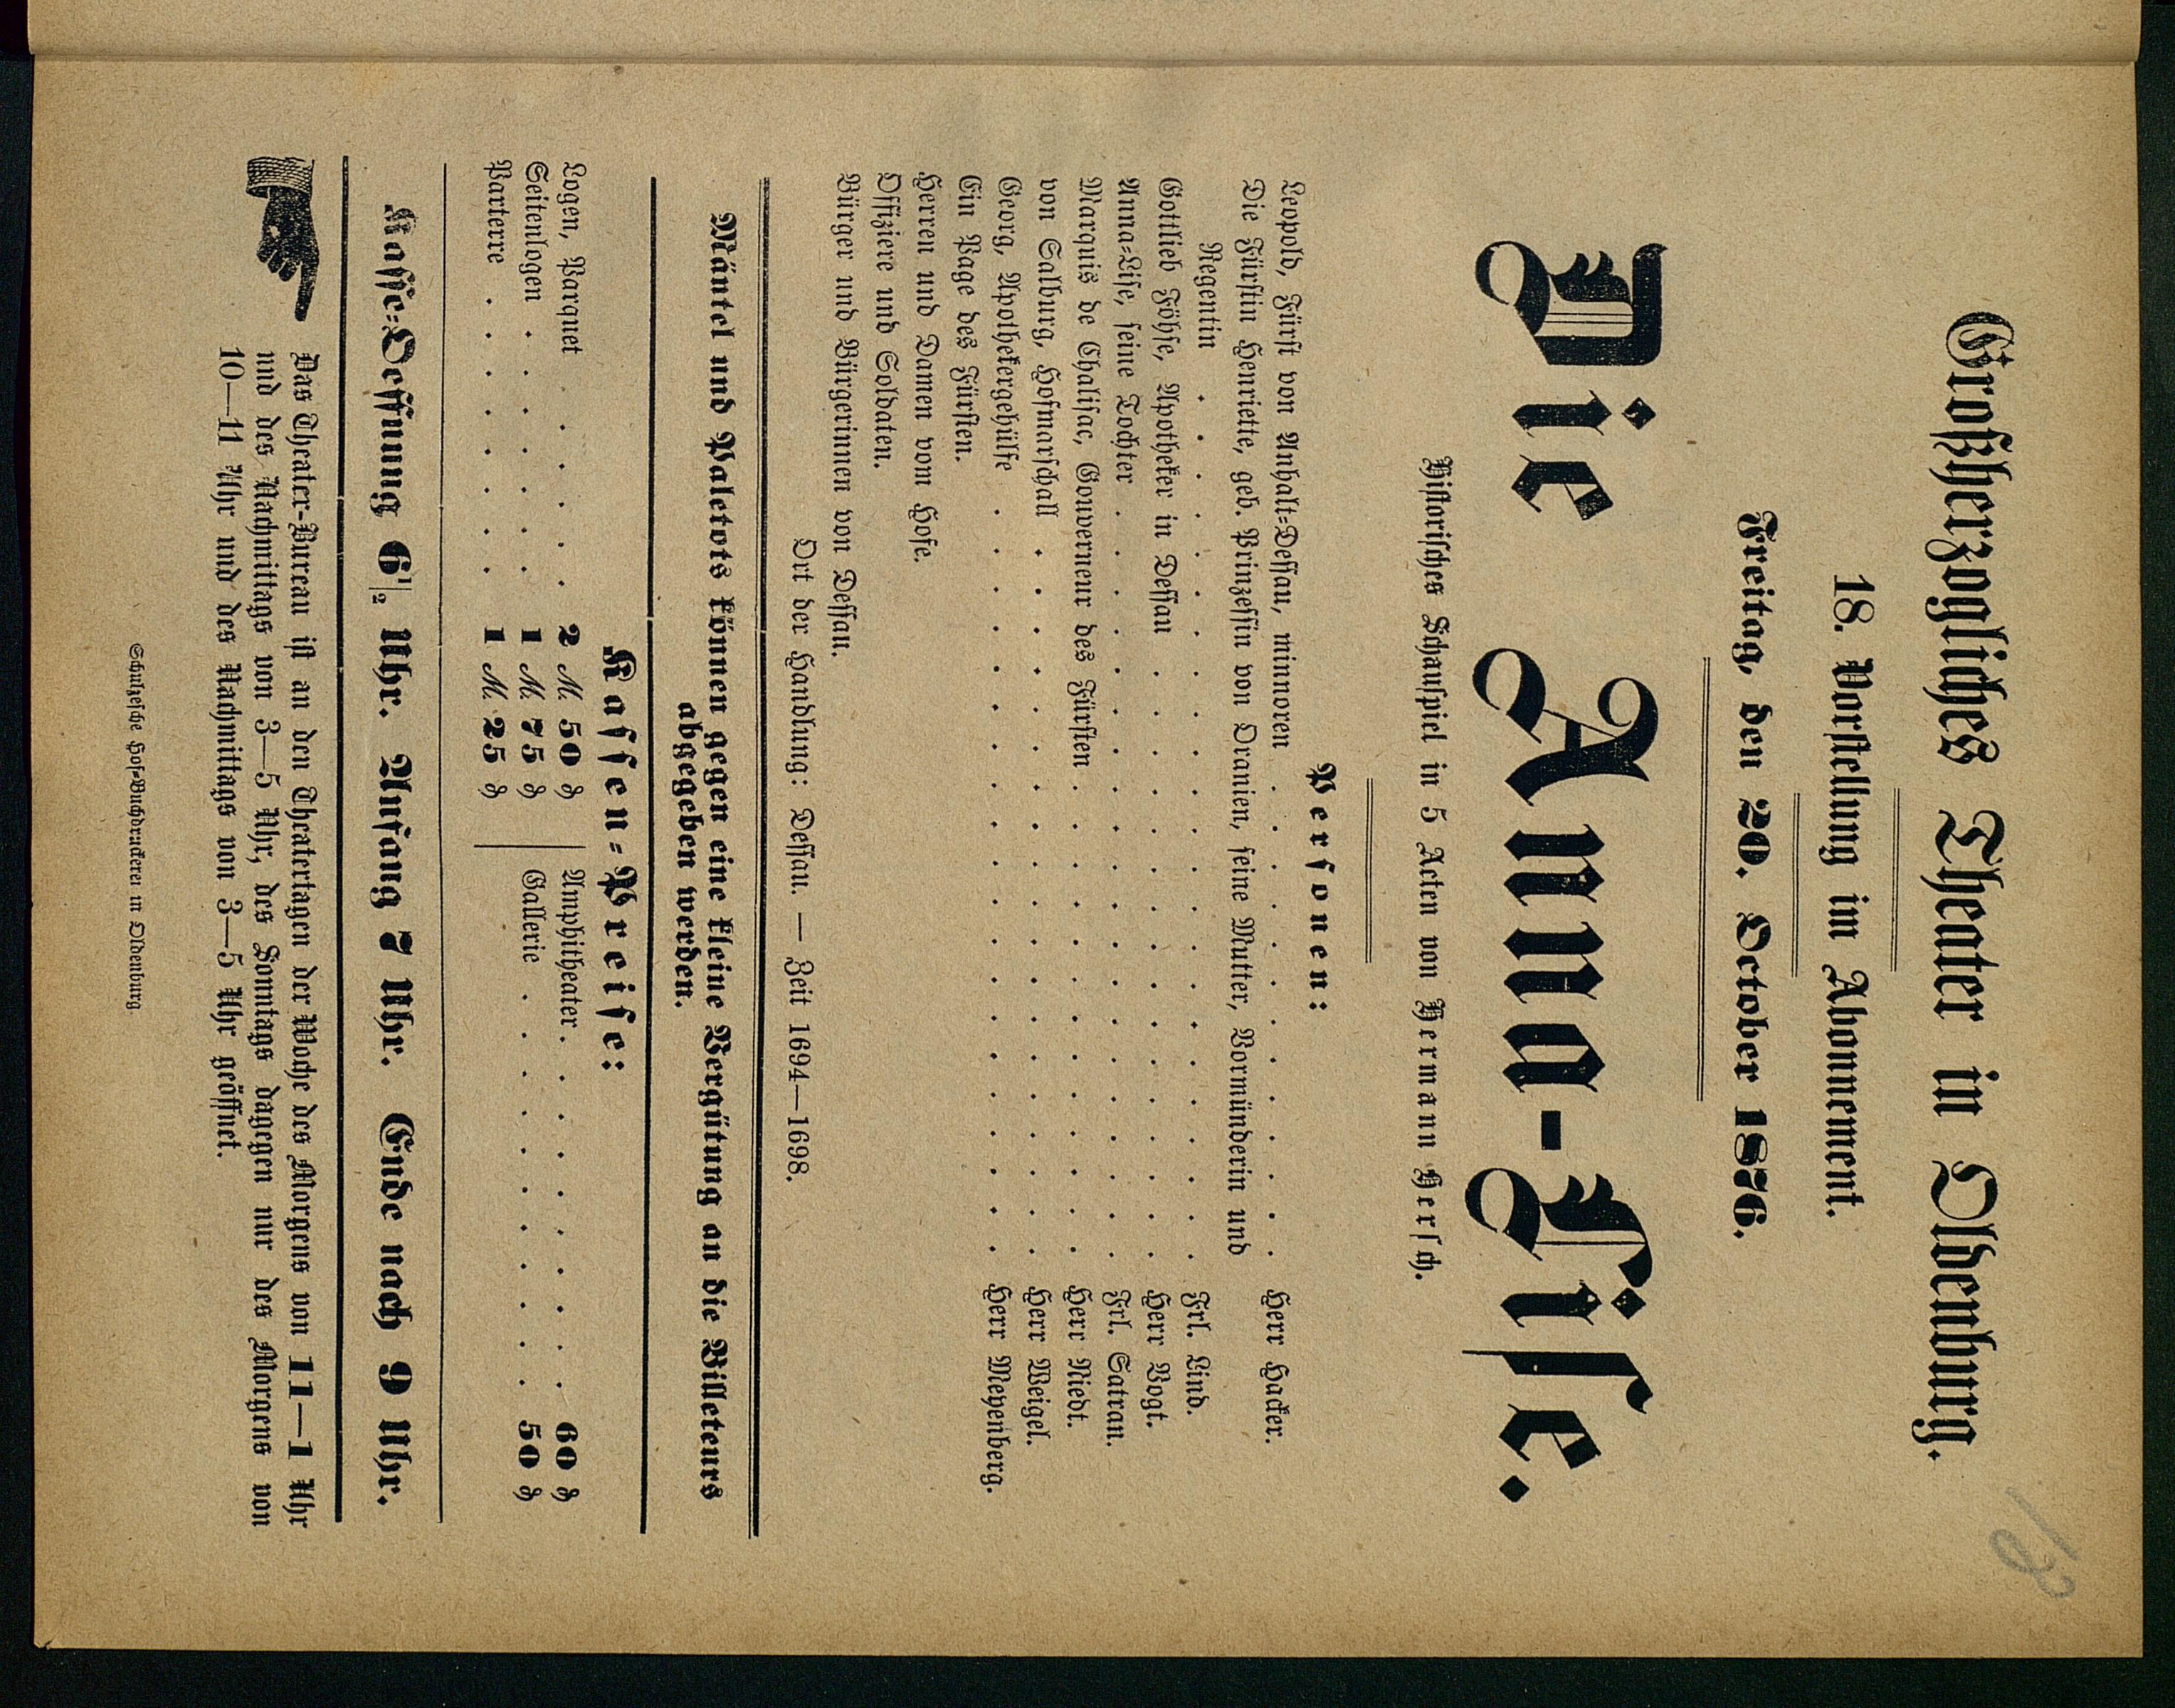 18
Großherzogliches Theater in Oldenburg.
18. Vorstellung im Abonnement.
Freitag, den 20. October 1876.
Die Anna-Lise.
Historisches Schauspiel in 5 Acten von Hermann Hersch.
Personen:
Leopold, Fürst von Anhalt-Dessau, minnoren . . . . . . . Herr Hacker.
Die Fürstin Henriette, geb. Prinzessin von Oranien, seine Mutter, Vormünderin und
Regentin . . . . . . . . . . . . Frl. Lind.
Gottlieb Föhse, Apotheker in Dessau . . . . . . . . Herr Vogt.
Anna-Lise, seine Tochter . . . . . . . . . . Frl. Satran.
Marquis de Chalisac, Gouverneur des Fürsten . . . . . . . Herr Riedt.
von Salburg, Hofmarschall . . . . . . . . . . Herr Weigel.
Georg, Apothekergehülfe . . . . . . . . . . Herr Meyenberg.
Ein Page des Fürsten.
Herren und Damen vom Hofe.
Offiziere und Soldaten.
Bürger und Bürgerinnen von Dessau.
Ort der Handlung: Dessau. — Zeit 1694—1698.
Mäntel und Paletots können gegen eine kleine Vergütung an die Billeteurs
abgegeben werden.
Kassen-Preise:
Logen, Parquet . . . 2 M. 50 ₰ Amphitheater . . . . . 60 ₰
Seitenlogen . . . . 1 M. 75 ₰ Gallerie . . . . . . 50 ₰
Parterre . . . . . 1 M. 25 ₰
Kasse-Oeffnung 6 1/2 Uhr. Anfang 7 Uhr. Ende nach 9 Uhr.
Das Theater-Bureau ist an den Theatertagen der Woche des Morgens von 11—1 Uhr
und des Nachmittags von 3—5 Uhr, des Sonntags dagegen nur des Morgens von
10—11 Uhr und des Nachmittags von 3—5 Uhr geöffnet.
Schulzesche Hof-Buchdruckerei in Oldenburg